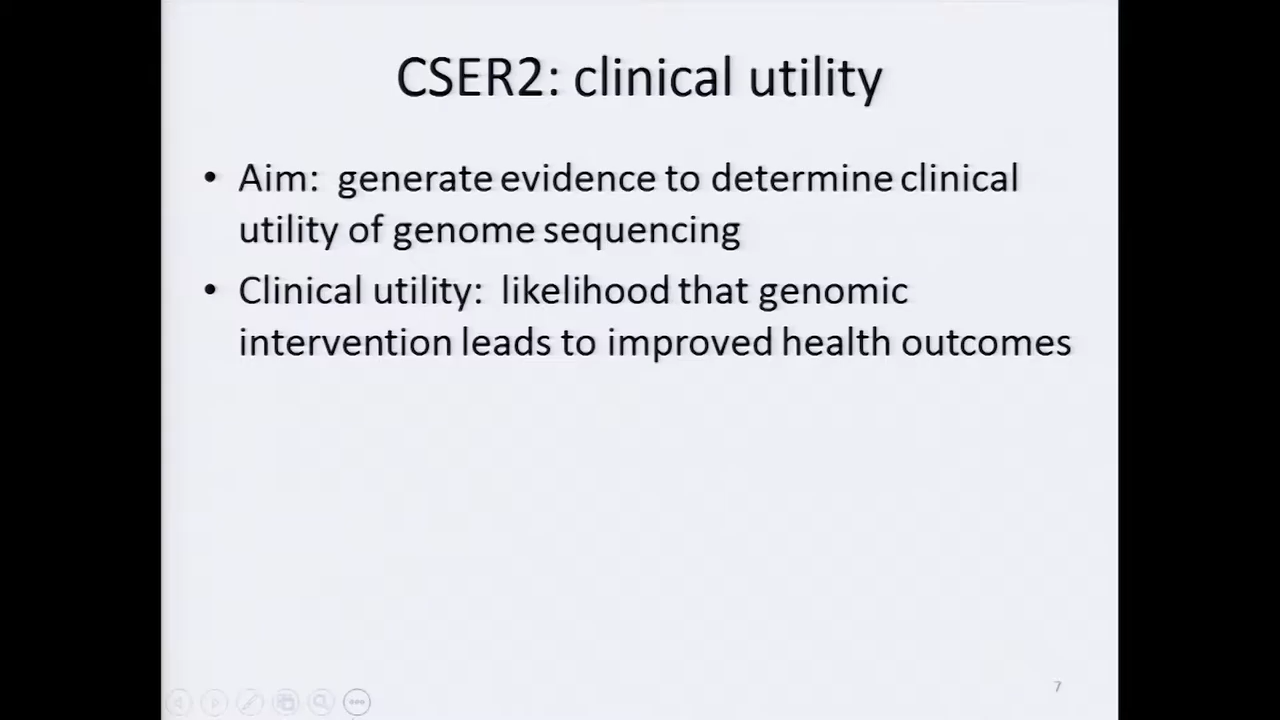 CSER2: clinical utility
• Aim: generate evidence to determine clinical
utility of genome sequencing
• Clinical utility: likelihood that genomic
intervention leads to improved health outcomes
7